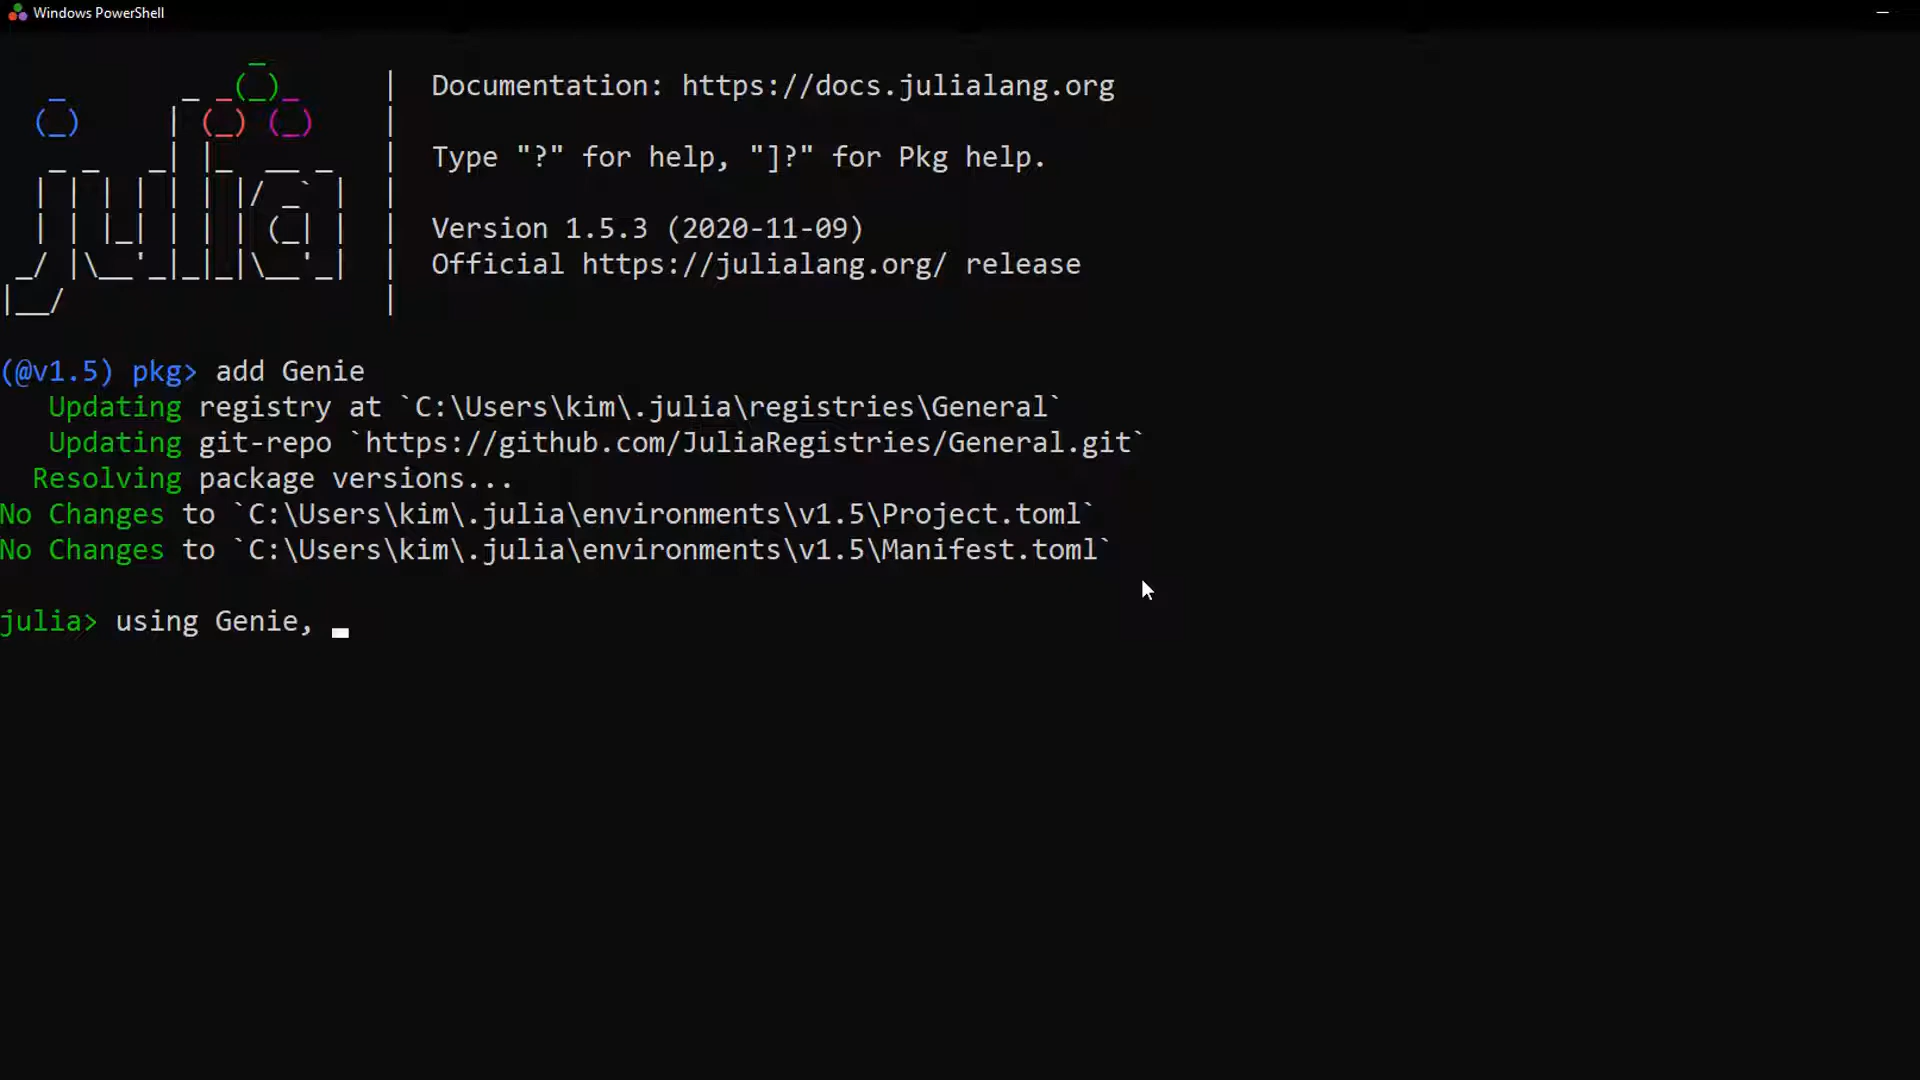 Windows PowerShell
Documentation: https://docs.julialang.org
Type "?" for help, "]?" for Pkg help.
Version 1.5.3 (2020-11-09)
Official https://julialang.org/ release
(@v1.5) pkg> add Genie
Updating registry at `C:\Users\kim\.julia\registries\General`
Updating git-repo `https://github.com/JuliaRegistries/General.git`
Resolving package versions...
No Changes to `C:\Users\kim\.julia\environments\v1.5\Project.toml`
No Changes to `C:\Users\kim\.julia\environments\v1.5\Manifest.toml`
julia> using Genie,